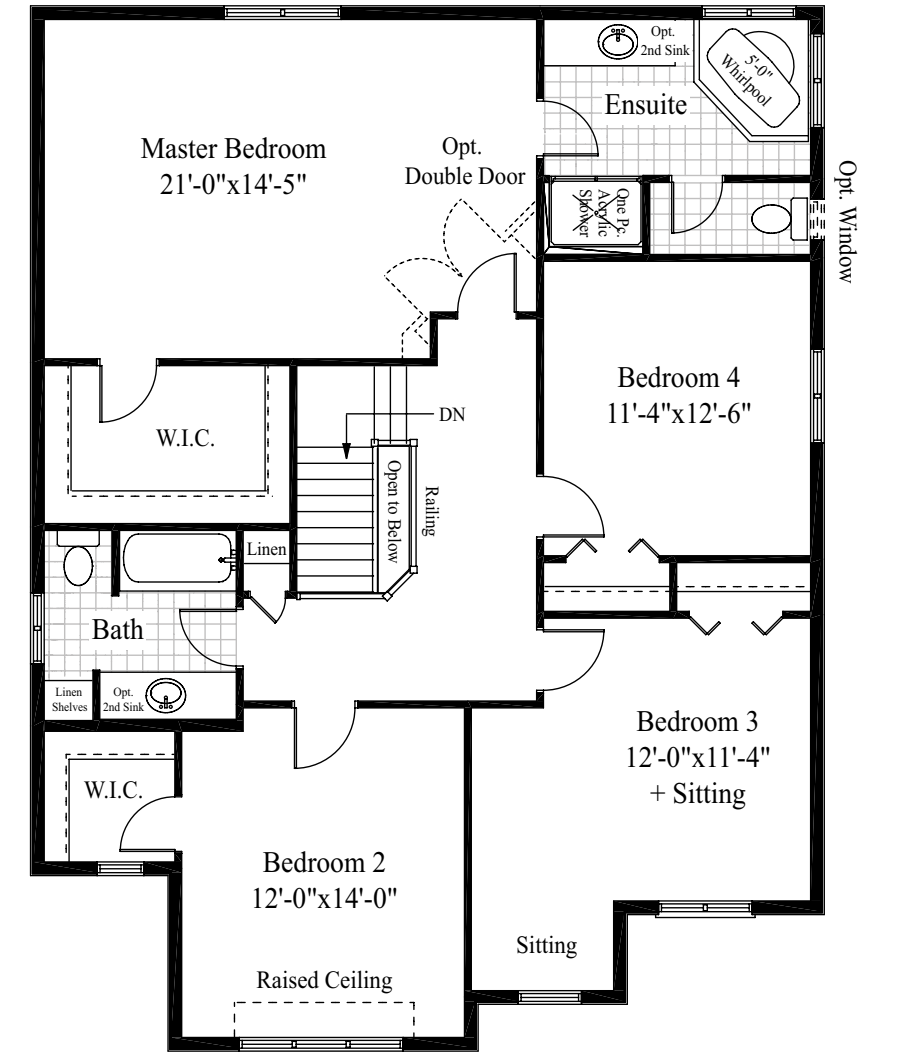 Opt.
2nd Sink
5'-0"
Whirlpool
Ensuite
Master Bedroom
21'-0"x14'-5"
Opt.
Double Door
One Pc.
Acrylic
Shower
Opt. Window
Bedroom 4
11'-4"x12'-6"
DN
W.I.C.
Open to Below
Railing
Linen
Bath
Linen
Shelves
Opt.
2nd Sink
Bedroom 3
12'-0"x11'-4"
+ Sitting
W.I.C.
Bedroom 2
12'-0"x14'-0"
Sitting
Raised Ceiling